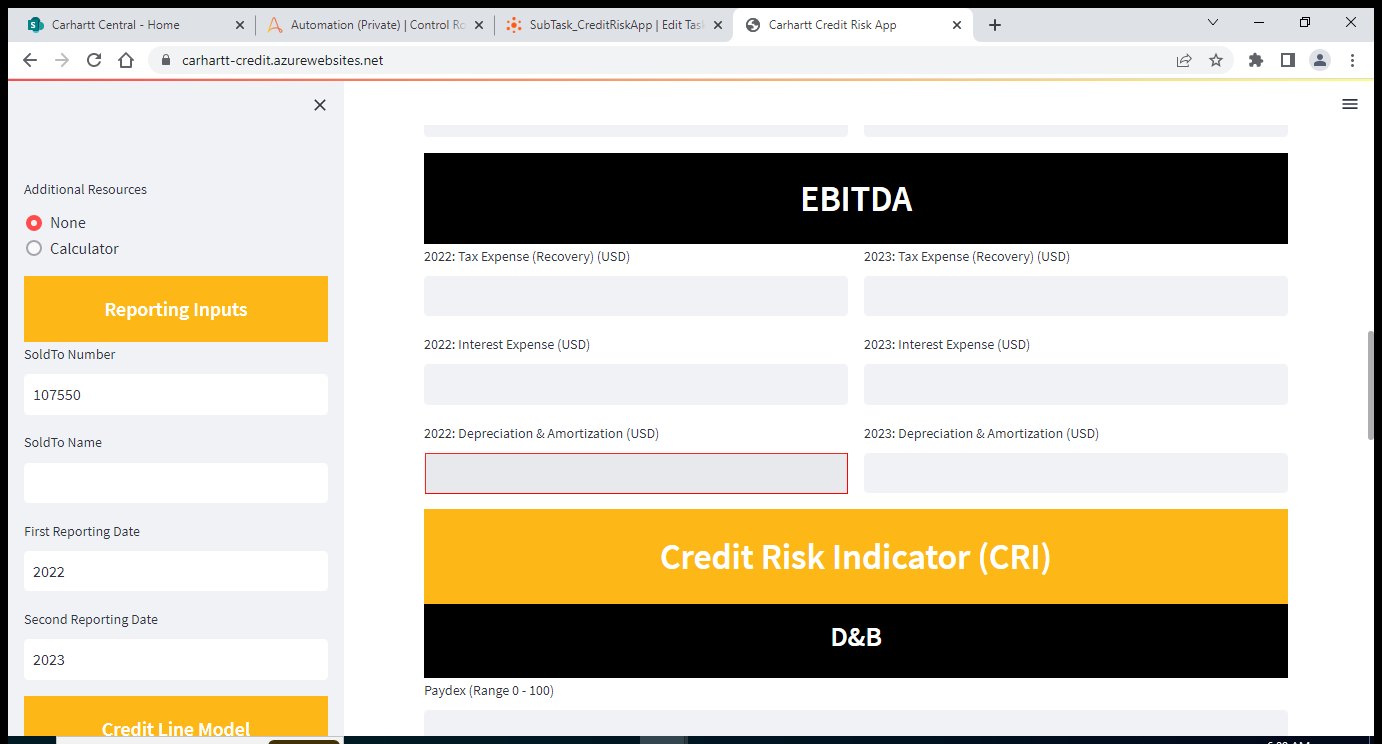 Carhartt Central - Home
Automation (Private) | Control Ro
SubTask_CreditRiskApp | Edit Task
Carhartt Credit Risk App
carhartt-credit.azurewebsites.net
Additional Resources
None
Calculator
Reporting Inputs
SoldTo Number
107550
SoldTo Name
First Reporting Date
2022
Second Reporting Date
2023
Credit Line Model
EBITDA
2022: Tax Expense (Recovery) (USD)
2023: Tax Expense (Recovery) (USD)
2022: Interest Expense (USD)
2023: Interest Expense (USD)
2022: Depreciation & Amortization (USD)
2023: Depreciation & Amortization (USD)
Credit Risk Indicator (CRI)
D&B
Paydex (Range 0 - 100)